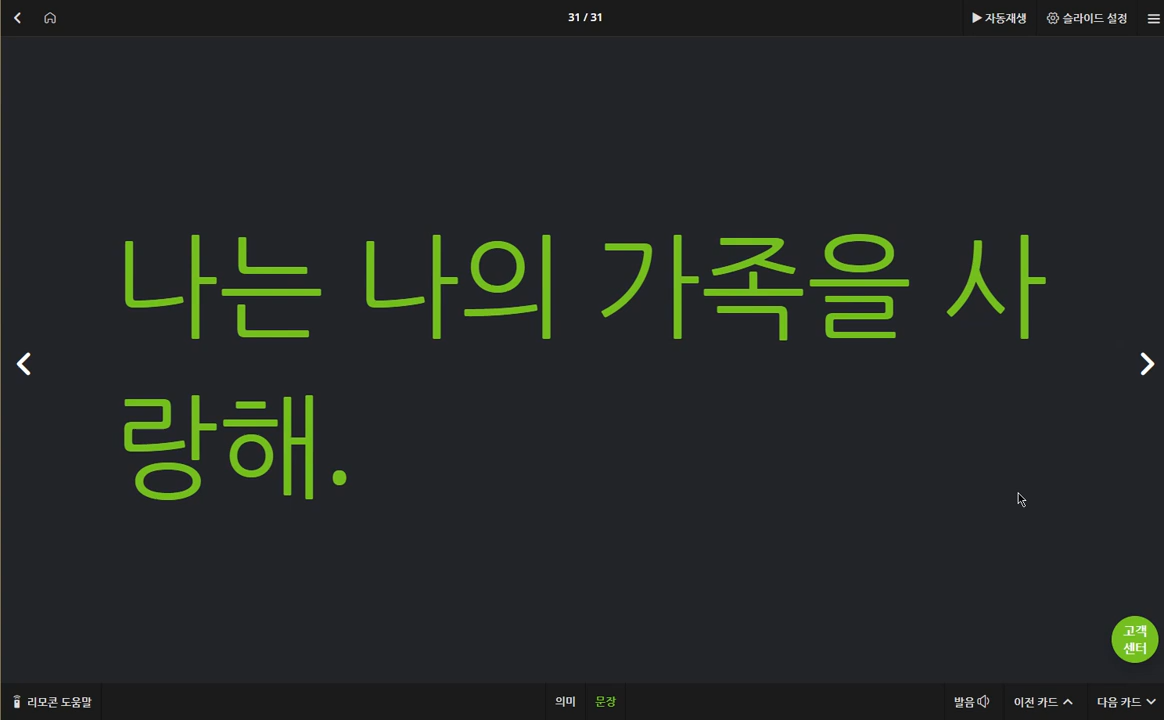 31 / 31
▶ 자동재생
슬라이드 설정
나는 나의 가족을 사
랑해.
고객
센터
리모콘 도움말
의미
문장
발음
이전 카드
다음 카드